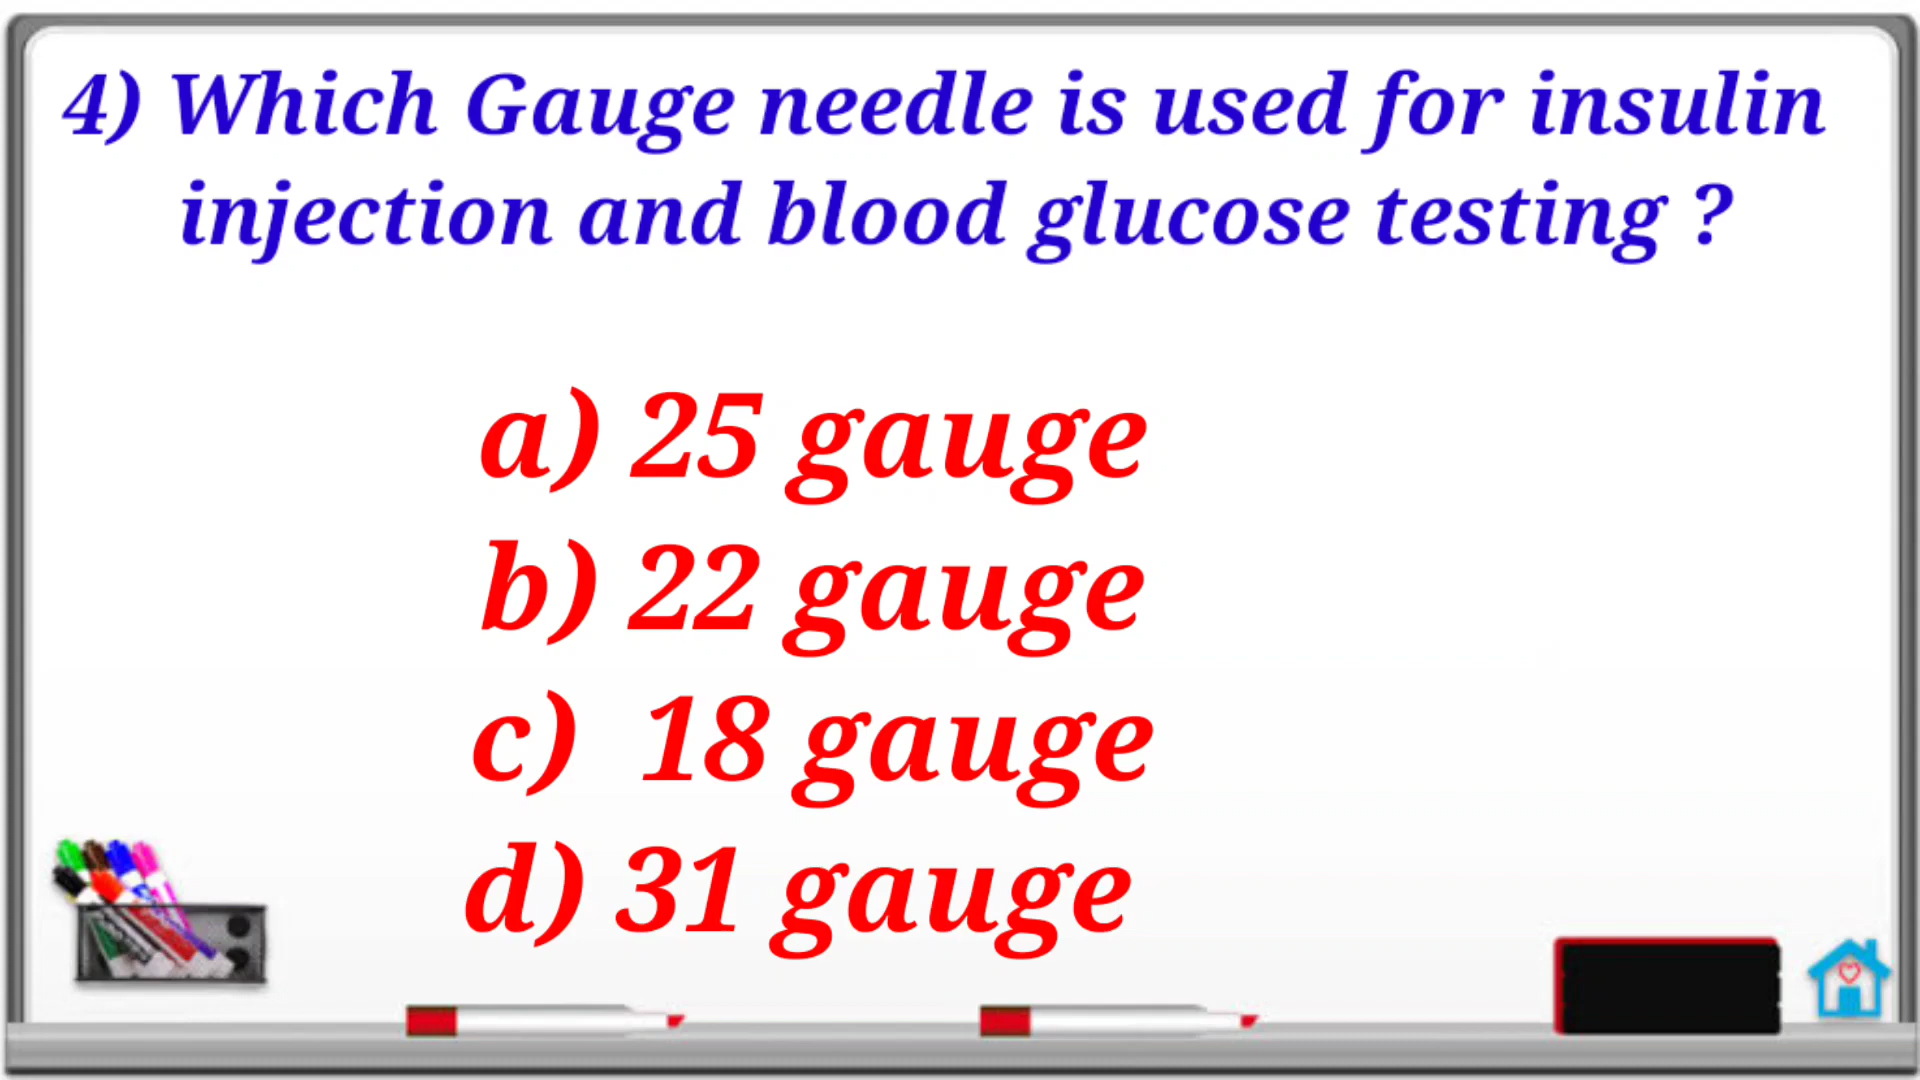 4) Which Gauge needle is used for insulin
injection and blood glucose testing ?
a) 25 gauge
b) 22 gauge
c) 18 gauge
d) 31 gauge